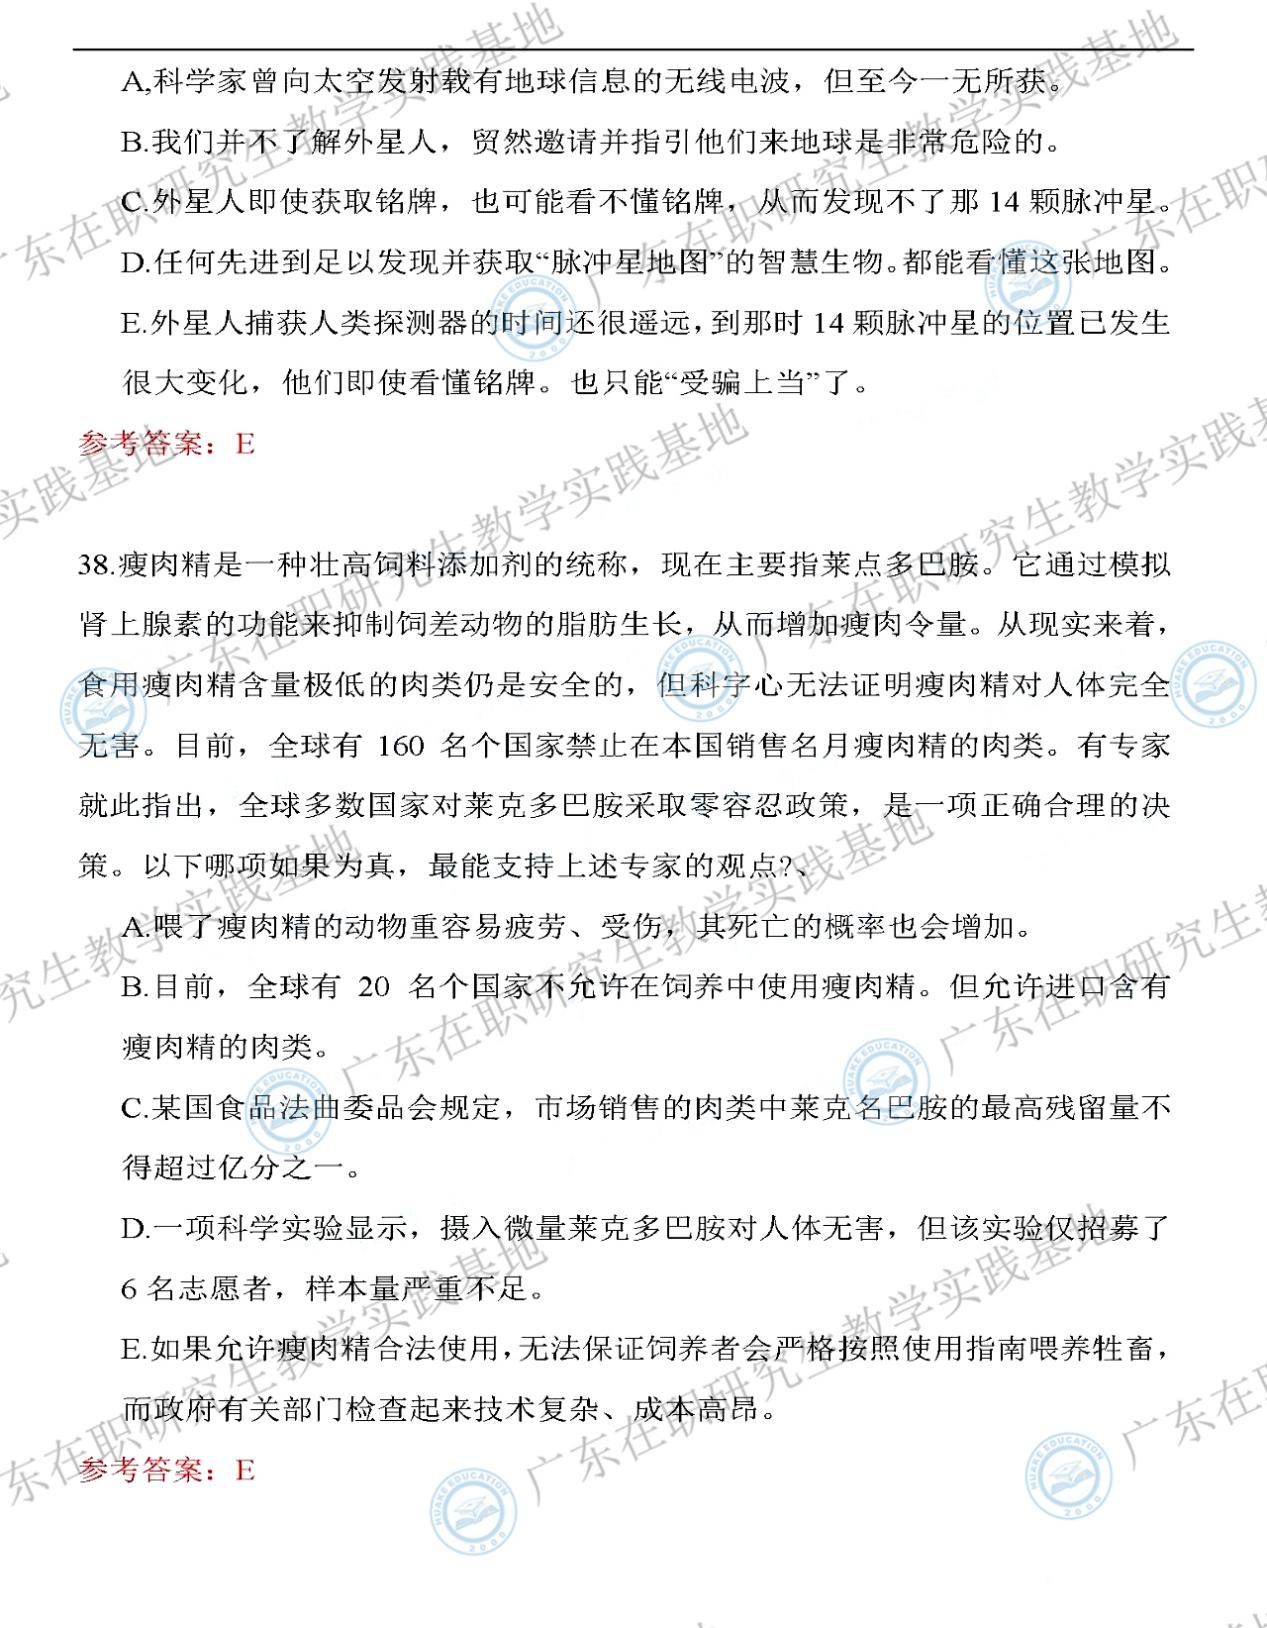 A,科学家曾向太空发射载有地球信息的无线电波，但至今一无所获。
B.我们并不了解外星人，贸然邀请并指引他们来地球是非常危险的。
C.外星人即使获取铭牌，也可能看不懂铭牌，从而发现不了那 14 颗脉冲星。
D.任何先进到足以发现并获取“脉冲星地图”的智慧生物。都能看懂这张地图。
E.外星人捕获人类探测器的时间还很遥远，到那时 14 颗脉冲星的位置已发生
很大变化，他们即使看懂铭牌。也只能“受骗上当”了。
参考答案：E
38.瘦肉精是一种壮高饲料添加剂的统称，现在主要指莱点多巴胺。它通过模拟
肾上腺素的功能来抑制饲差动物的脂肪生长，从而增加瘦肉令量。从现实来着，
食用瘦肉精含量极低的肉类仍是安全的，但科字心无法证明瘦肉精对人体完全
无害。目前，全球有 160 名个国家禁止在本国销售名月瘦肉精的肉类。有专家
就此指出，全球多数国家对莱克多巴胺采取零容忍政策，是一项正确合理的决
策。以下哪项如果为真，最能支持上述专家的观点?、
A.喂了瘦肉精的动物重容易疲劳、受伤，其死亡的概率也会增加。
B.目前，全球有 20 名个国家不允许在饲养中使用瘦肉精。但允许进口含有
瘦肉精的肉类。
C.某国食品法曲委品会规定，市场销售的肉类中莱克名巴胺的最高残留量不
得超过亿分之一。
D.一项科学实验显示，摄入微量莱克多巴胺对人体无害，但该实验仅招募了
6 名志愿者，样本量严重不足。
E.如果允许瘦肉精合法使用，无法保证饲养者会严格按照使用指南喂养牲畜，
而政府有关部门检查起来技术复杂、成本高昂。
参考答案：E
广东在职研究生教学实践基地
HUAKE EDUCATION
2000